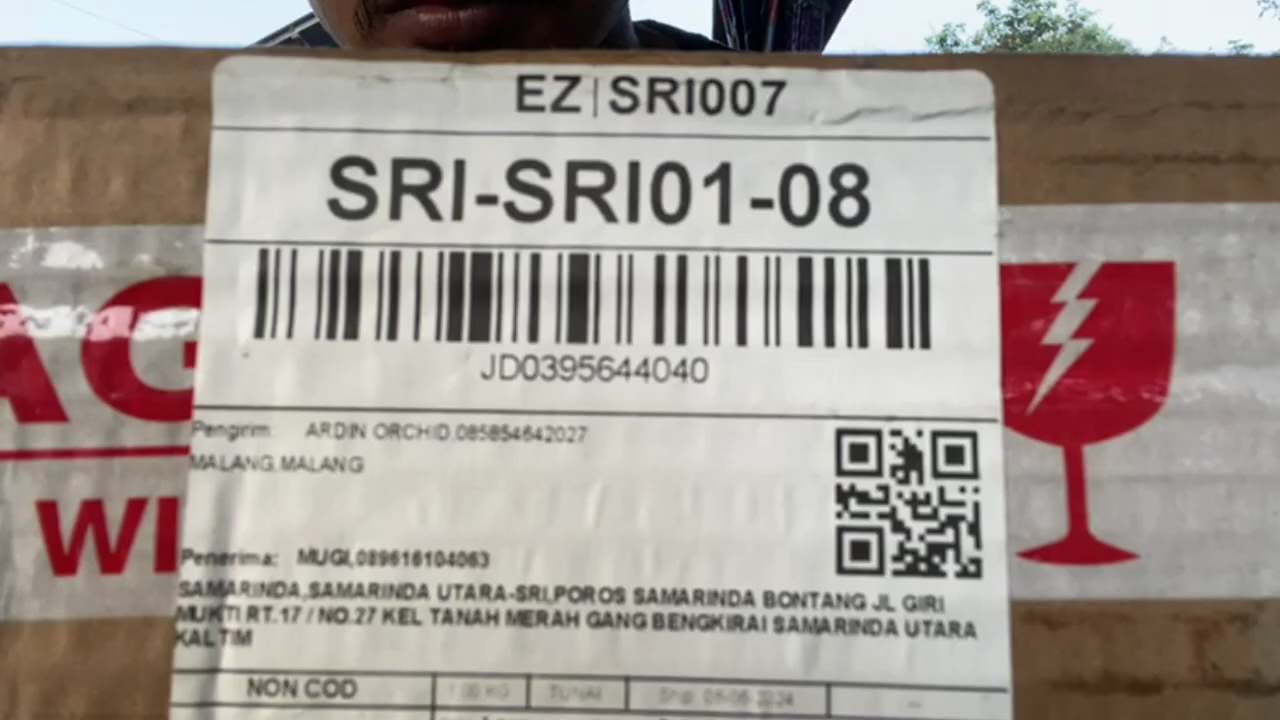 EZ|SRI007
SRI-SRI01-08
JD0395644040
AG
WI
Pengirim: ARDIN ORCHID,085854642027
MALANG,MALANG
Penerima: MUGI,089616104063
SAMARINDA,SAMARINDA UTARA-SRI,POROS SAMARINDA BONTANG JL GIRI
MUKTI RT.17 / NO.27 KEL TANAH MERAH GANG BENGKIRAI SAMARINDA UTARA
KALTIM
NON COD TUNAI